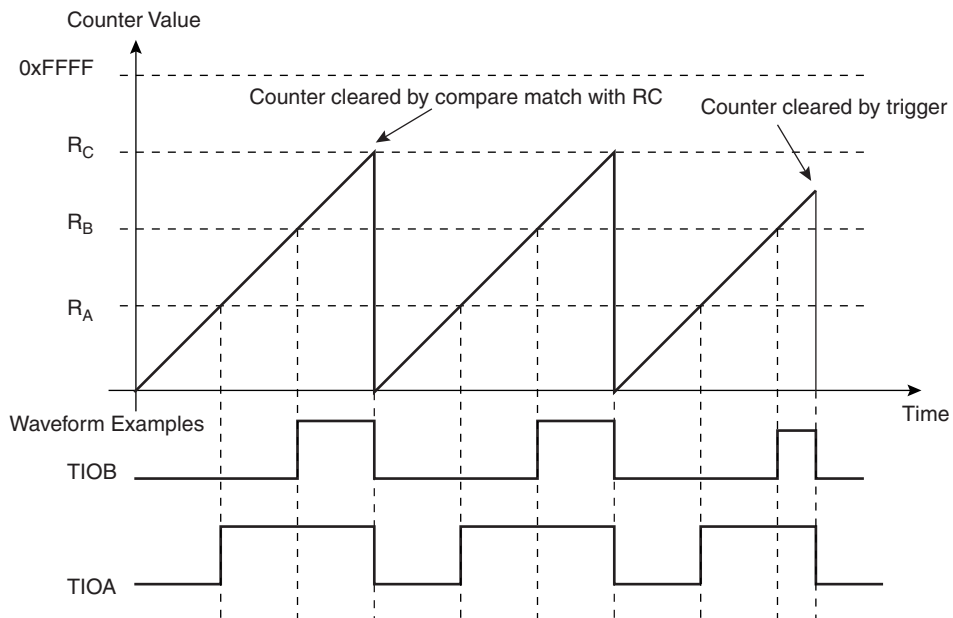 Counter Value
0xFFFF
Counter cleared by compare match with RC
Counter cleared by trigger
RC
RB
RA
Time
Waveform Examples
TIOB
TIOA